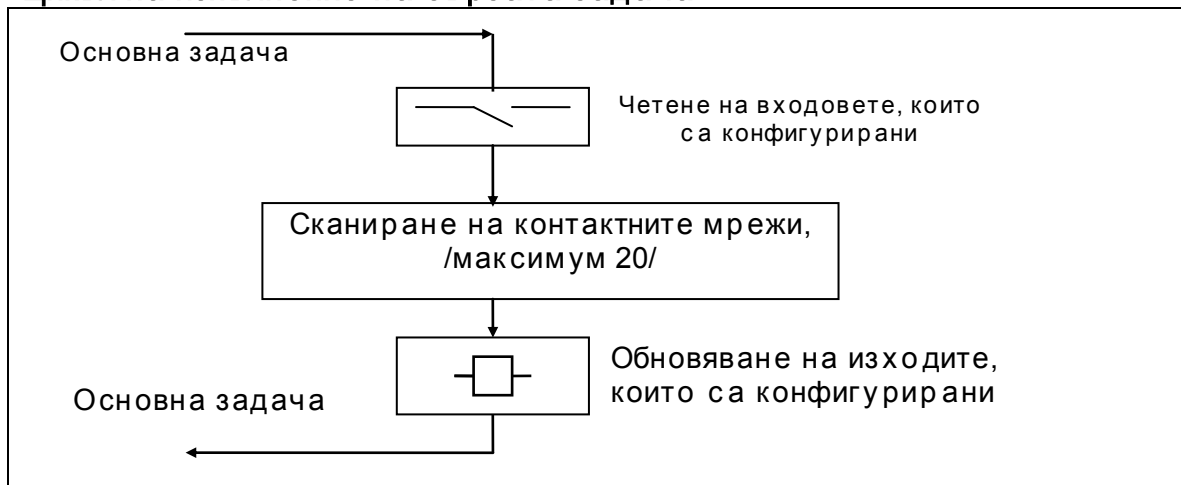 Основна задача
Четене на входовете, които
са конфигурирани
Сканиране на контактните мрежи,
/максимум 20/
Обновяване на изходите,
които са конфигурирани
Основна задача